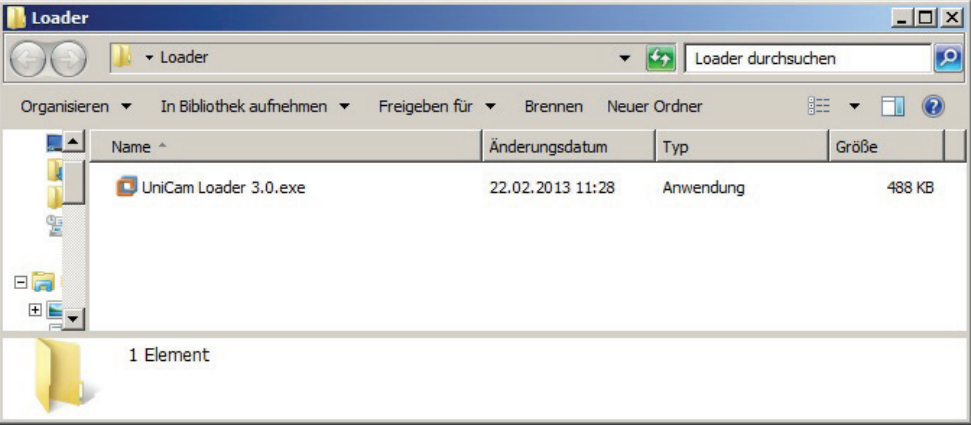 Loader
Loader
Loader durchsuchen
Organisieren In Bibliothek aufnehmen Freigeben für Brennen Neuer Ordner
Name Änderungsdatum Typ Größe
UniCam Loader 3.0.exe 22.02.2013 11:28 Anwendung 488 KB
1 Element